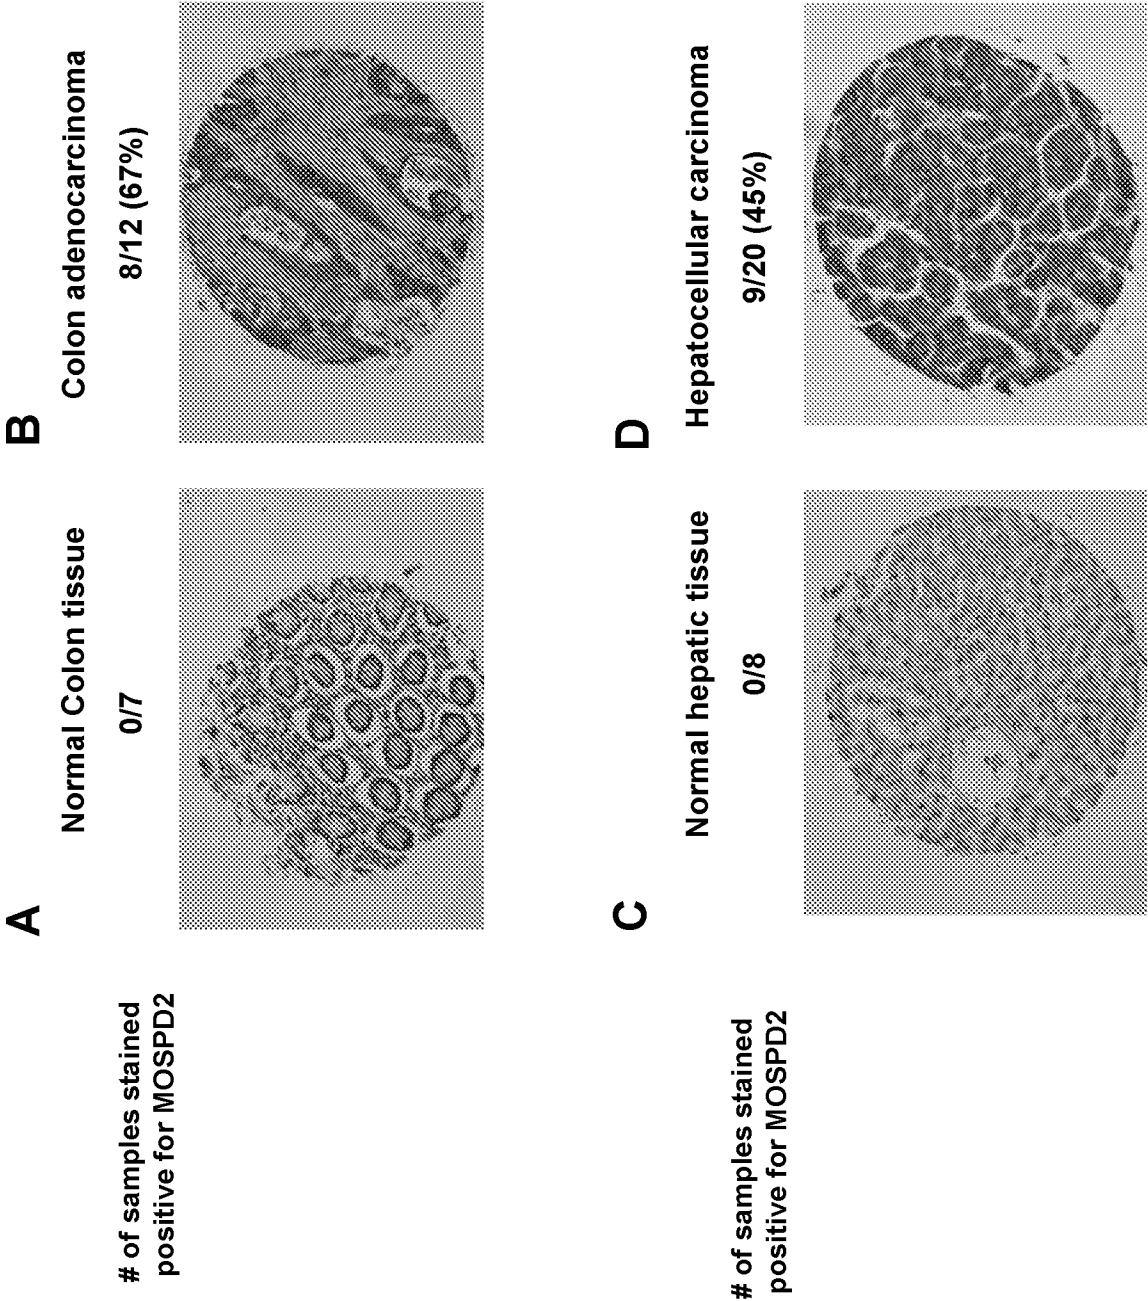 A
Normal Colon tissue
B
Colon adenocarcinoma
# of samples stained
positive for MOSPD2
0/7
8/12 (67%)
C
Normal hepatic tissue
D
Hepatocellular carcinoma
# of samples stained
positive for MOSPD2
0/8
9/20 (45%)